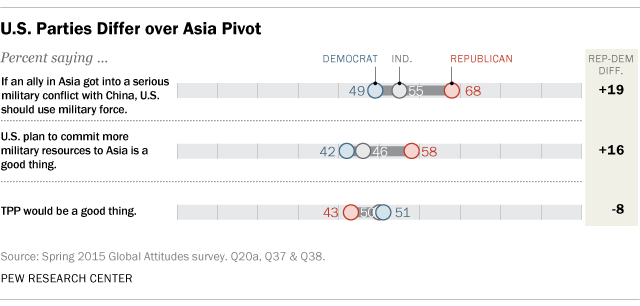 U.S. Parties Differ over Asia Pivot
Percent saying ...
DEMOCRAT IND. REPUBLICAN
REP-DEM
DIFF.
If an ally in Asia got into a serious
military conflict with China, U.S.
should use military force.
49 55 68 +19
U.S. plan to commit more
military resources to Asia is a
good thing.
42 46 58 +16
TPP would be a good thing.
43 50 51 -8
Source: Spring 2015 Global Attitudes survey. Q20a, Q37 & Q38.
PEW RESEARCH CENTER